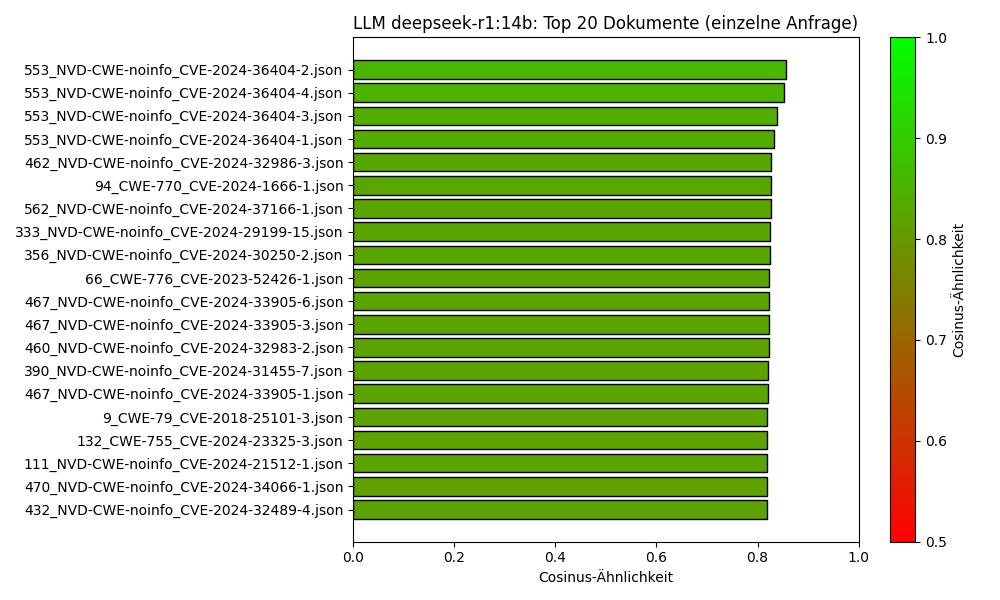 LLM deepseek-r1:14b: Top 20 Dokumente (einzelne Anfrage)
553_NVD-CWE-noinfo_CVE-2024-36404-2.json
553_NVD-CWE-noinfo_CVE-2024-36404-4.json
553_NVD-CWE-noinfo_CVE-2024-36404-3.json
553_NVD-CWE-noinfo_CVE-2024-36404-1.json
462_NVD-CWE-noinfo_CVE-2024-32986-3.json
94_CWE-770_CVE-2024-1666-1.json
562_NVD-CWE-noinfo_CVE-2024-37166-1.json
333_NVD-CWE-noinfo_CVE-2024-29199-15.json
356_NVD-CWE-noinfo_CVE-2024-30250-2.json
66_CWE-776_CVE-2023-52426-1.json
467_NVD-CWE-noinfo_CVE-2024-33905-6.json
467_NVD-CWE-noinfo_CVE-2024-33905-3.json
460_NVD-CWE-noinfo_CVE-2024-32983-2.json
390_NVD-CWE-noinfo_CVE-2024-31455-7.json
467_NVD-CWE-noinfo_CVE-2024-33905-1.json
9_CWE-79_CVE-2018-25101-3.json
132_CWE-755_CVE-2024-23325-3.json
111_NVD-CWE-noinfo_CVE-2024-21512-1.json
470_NVD-CWE-noinfo_CVE-2024-34066-1.json
432_NVD-CWE-noinfo_CVE-2024-32489-4.json
0.0 0.2 0.4 0.6 0.8 1.0
Cosinus-Ähnlichkeit
1.0
0.9
0.8
0.7
0.6
0.5
Cosinus-Ähnlichkeit